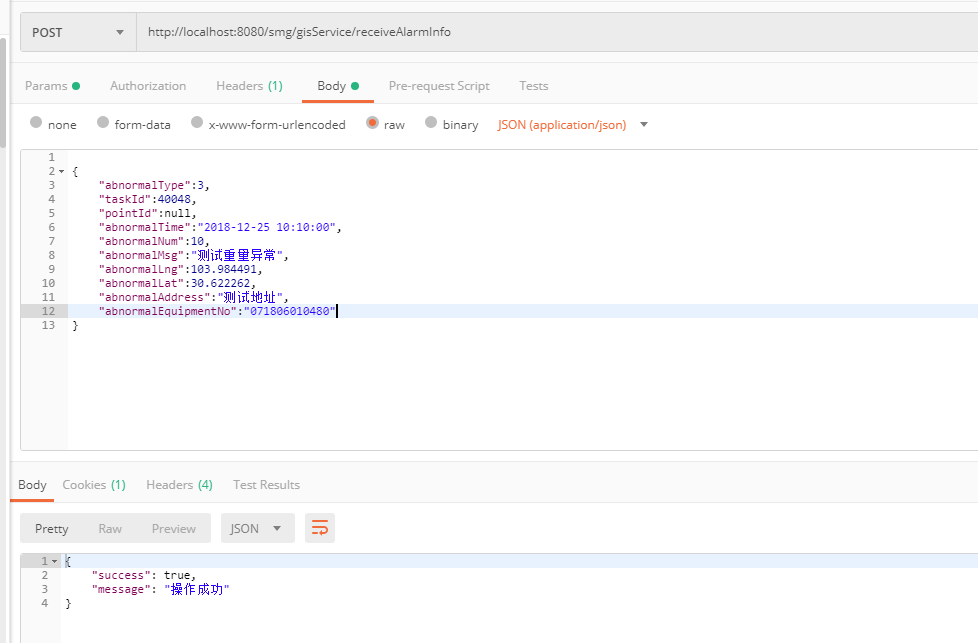 POST http://localhost:8080/smg/gisService/receiveAlarmInfo
Params Authorization Headers (1) Body Pre-request Script Tests
none form-data x-www-form-urlencoded raw binary JSON (application/json)
1
2 {
3 "abnormalType":3,
4 "taskId":40048,
5 "pointId":null,
6 "abnormalTime":"2018-12-25 10:10:00",
7 "abnormalNum":10,
8 "abnormalMsg":"测试重量异常",
9 "abnormalLng":103.984491,
10 "abnormalLat":30.622262,
11 "abnormalAddress":"测试地址",
12 "abnormalEquipmentNo":"071806010480"
13 }
Body Cookies (1) Headers (4) Test Results
Pretty Raw Preview JSON
1 {
2 "success": true,
3 "message": "操作成功"
4 }